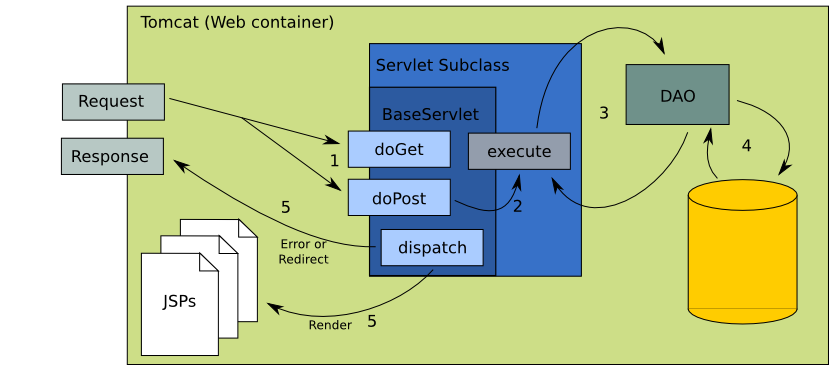 Tomcat (Web container)
Servlet Subclass
Request
DAO
BaseServlet
3
doGet
execute
4
Response
1
doPost
2
5
dispatch
Error or
Redirect
JSPs
Render
5